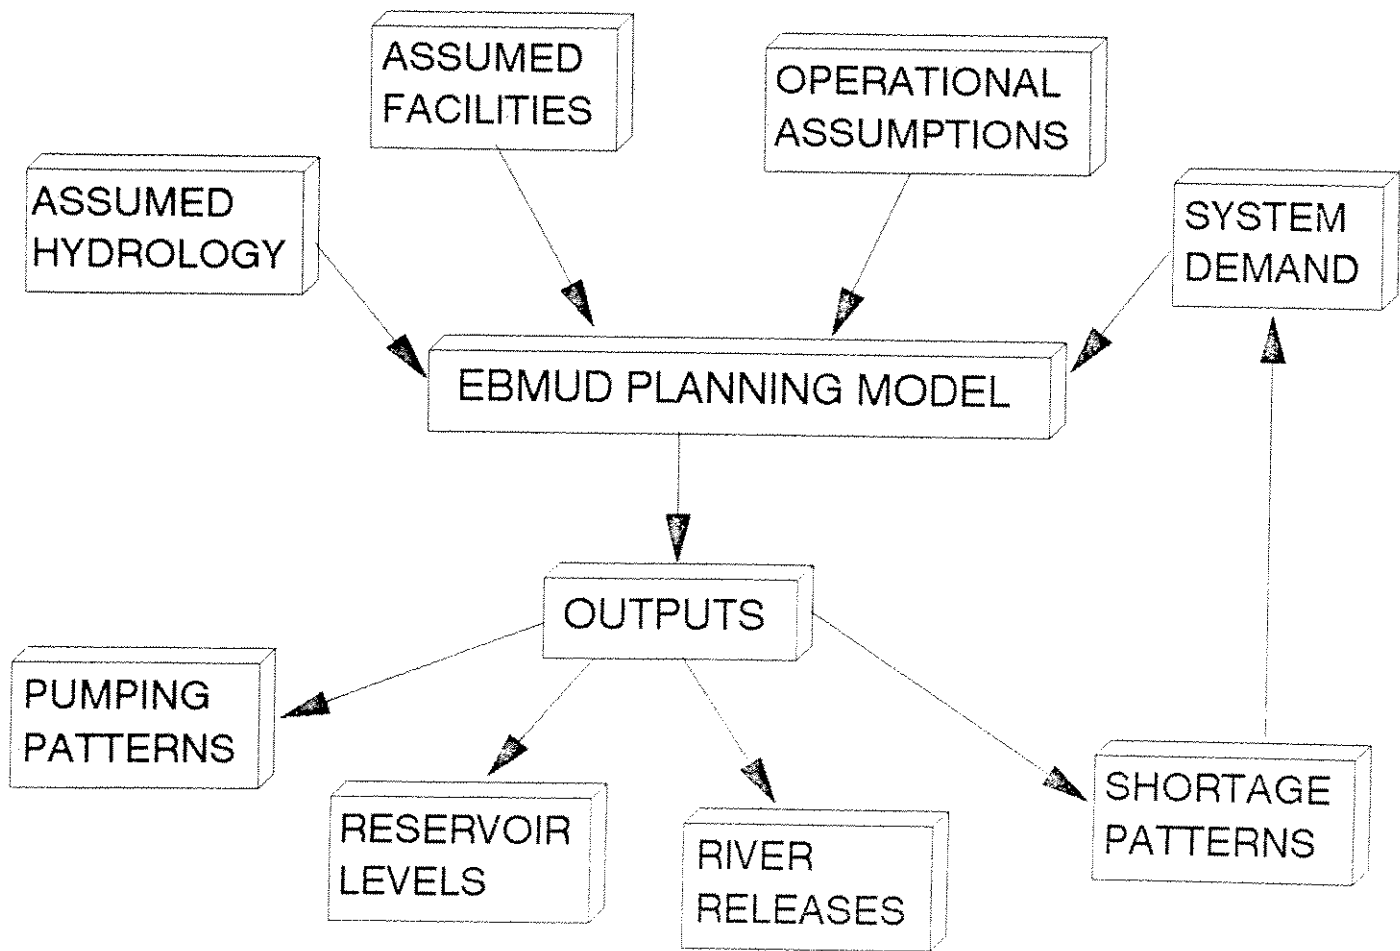 ASSUMED
FACILITIES
OPERATIONAL
ASSUMPTIONS
ASSUMED
HYDROLOGY
SYSTEM
DEMAND
EBMUD PLANNING MODEL
OUTPUTS
PUMPING
PATTERNS
RESERVOIR
LEVELS
RIVER
RELEASES
SHORTAGE
PATTERNS